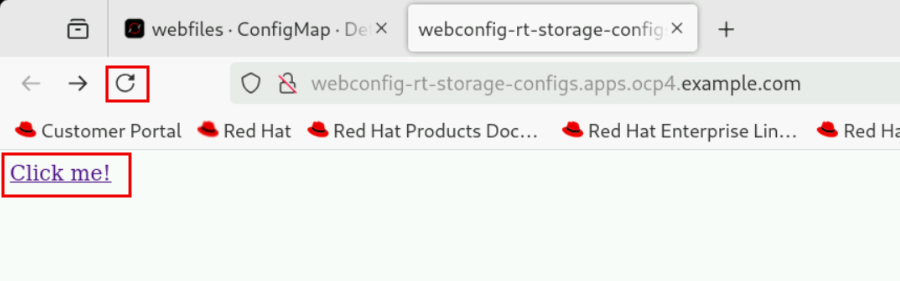 webfiles · ConfigMap · De
webconfig-rt-storage-config
webconfig-rt-storage-configs.apps.ocp4.example.com
Customer Portal Red Hat Red Hat Products Doc... Red Hat Enterprise Lin... Red Ha
Click me!